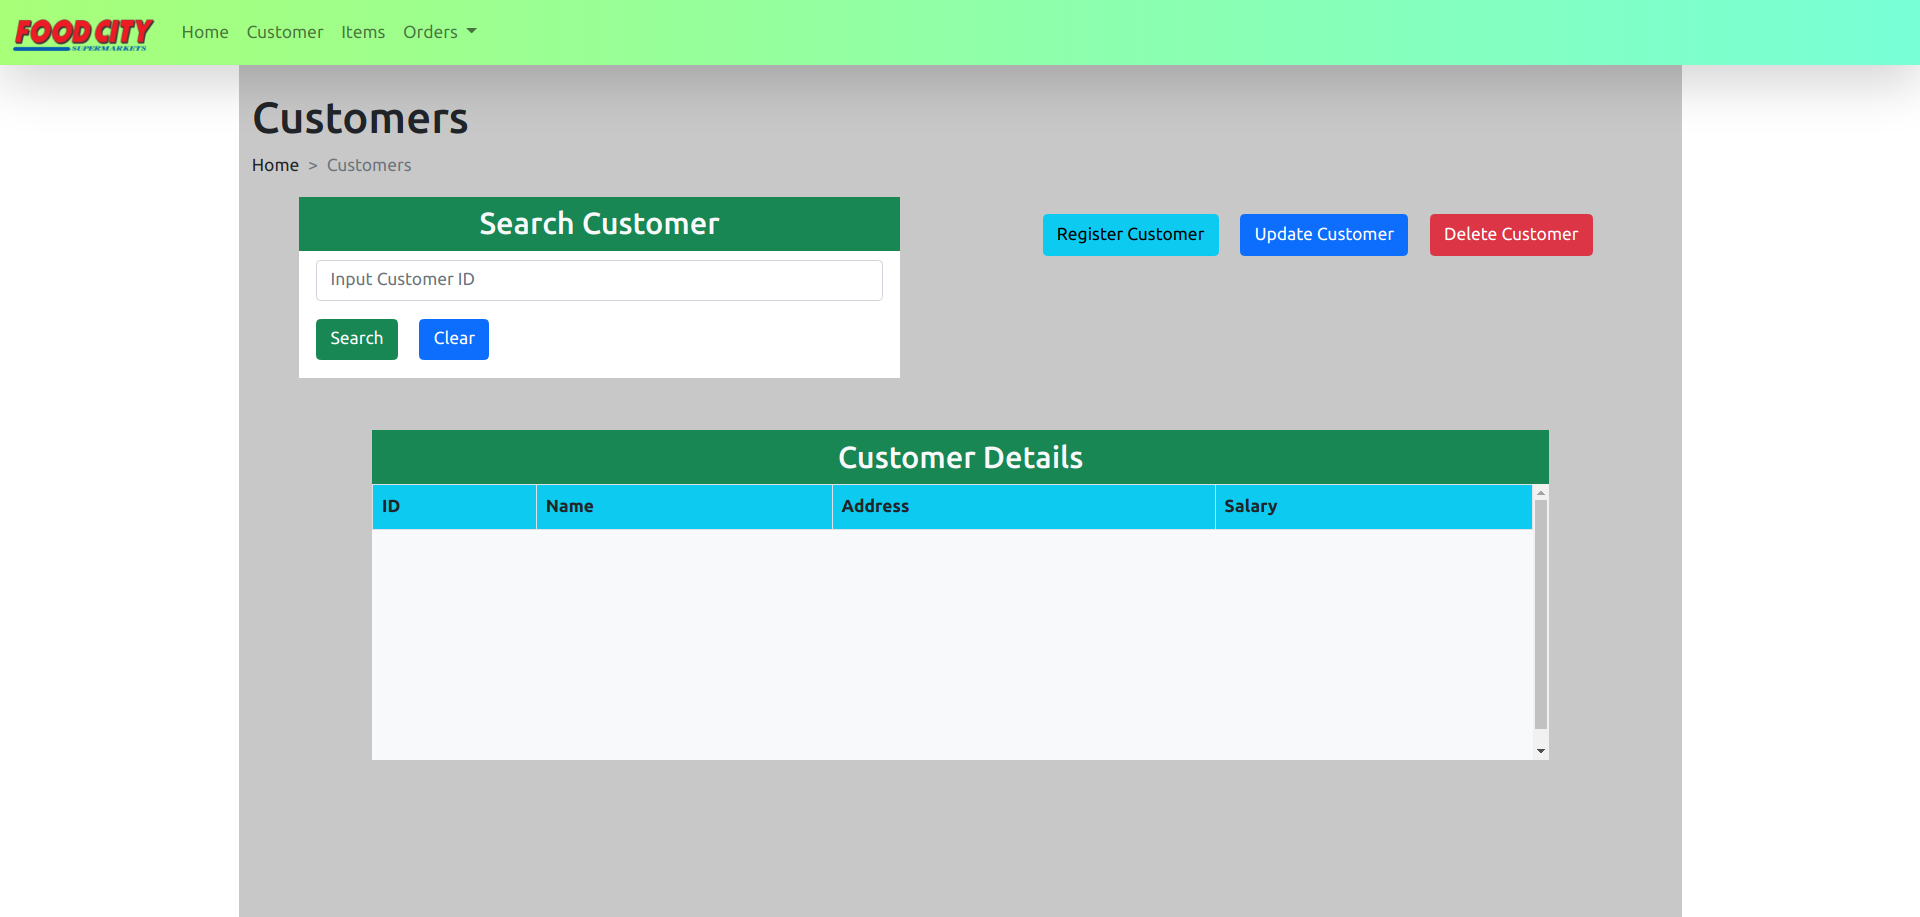 FOOD CITY
SUPERMARKETS
Home Customer Items Orders
Customers
Home > Customers
Search Customer
Input Customer ID
Search Clear
Register Customer Update Customer Delete Customer
Customer Details
ID Name Address Salary